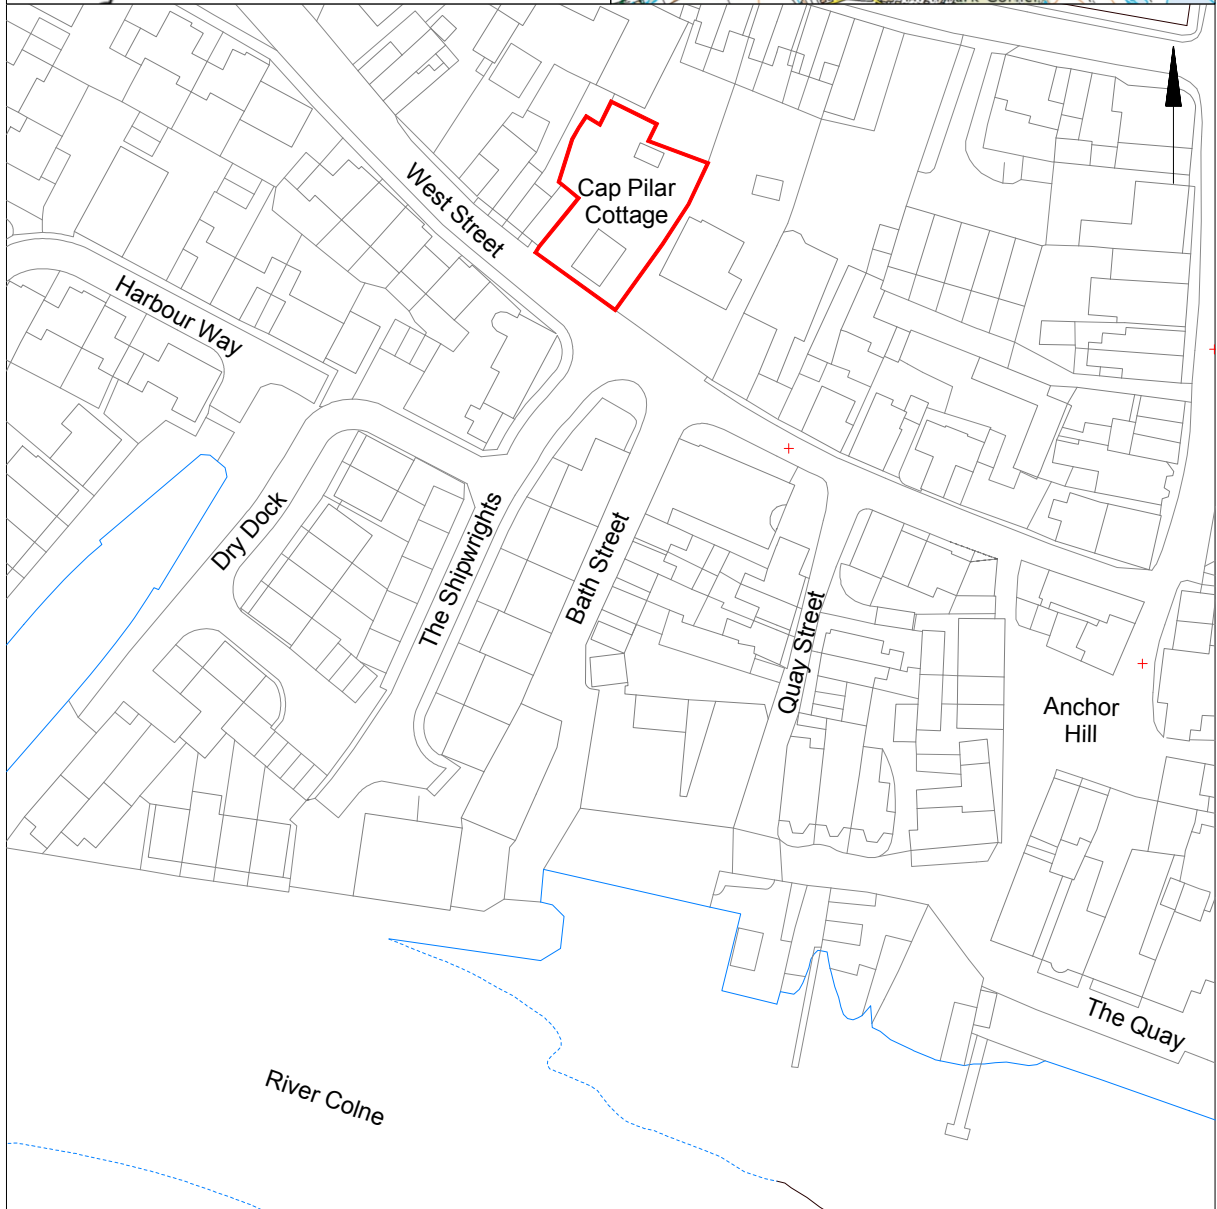 Cap Pilar
Cottage
West Street
Harbour Way
Dry Dock
The Shipwrights
Bath Street
Quay Street
Anchor
Hill
The Quay
River Colne